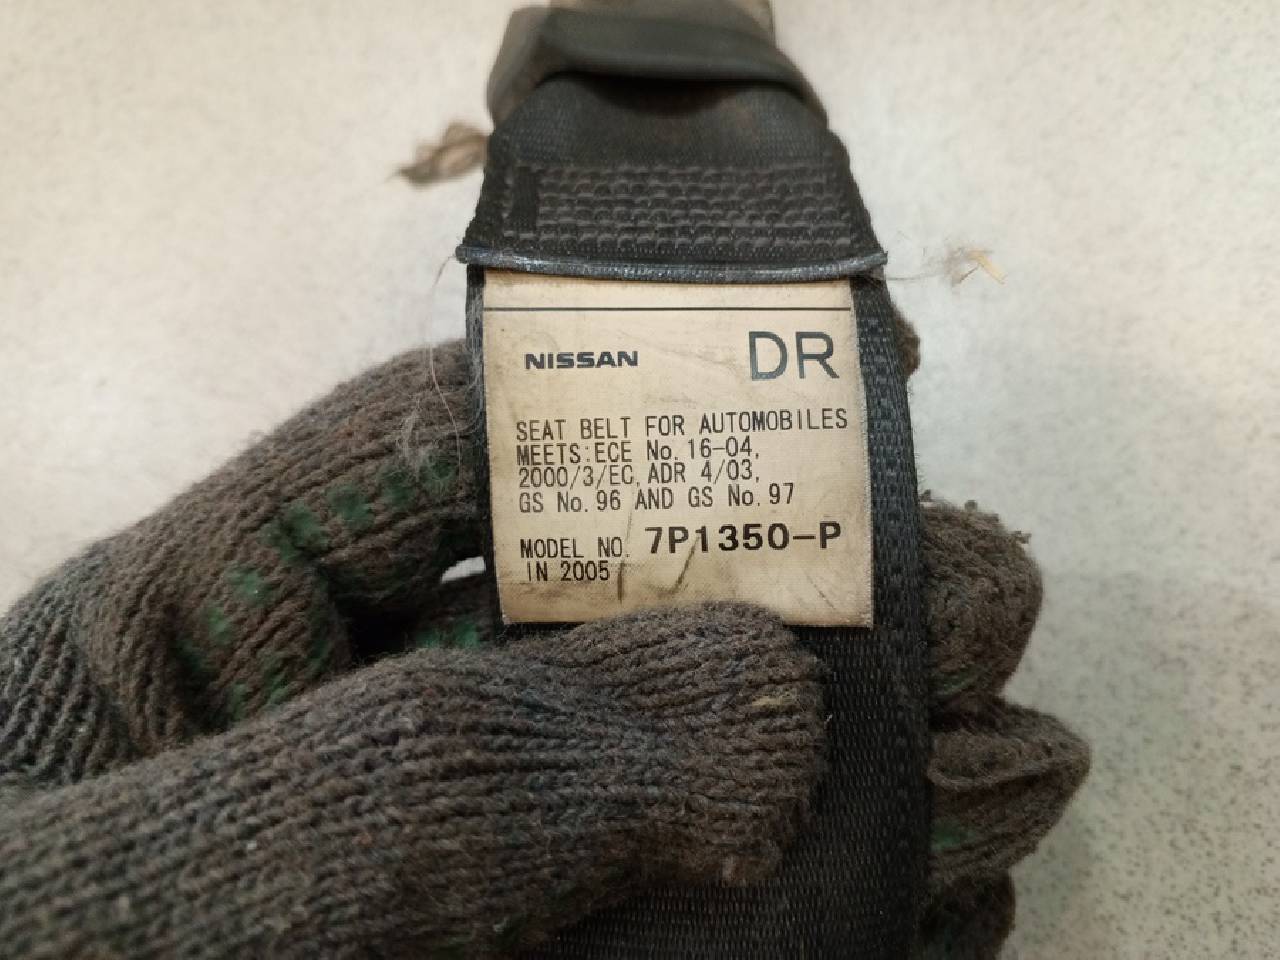 NISSAN DR
SEAT BELT FOR AUTOMOBILES
MEETS:ECE No.16-04,
2000/3/EC, ADR 4/03,
GS No.96 AND GS No.97
MODEL NO. 7P1350-P
IN 2005